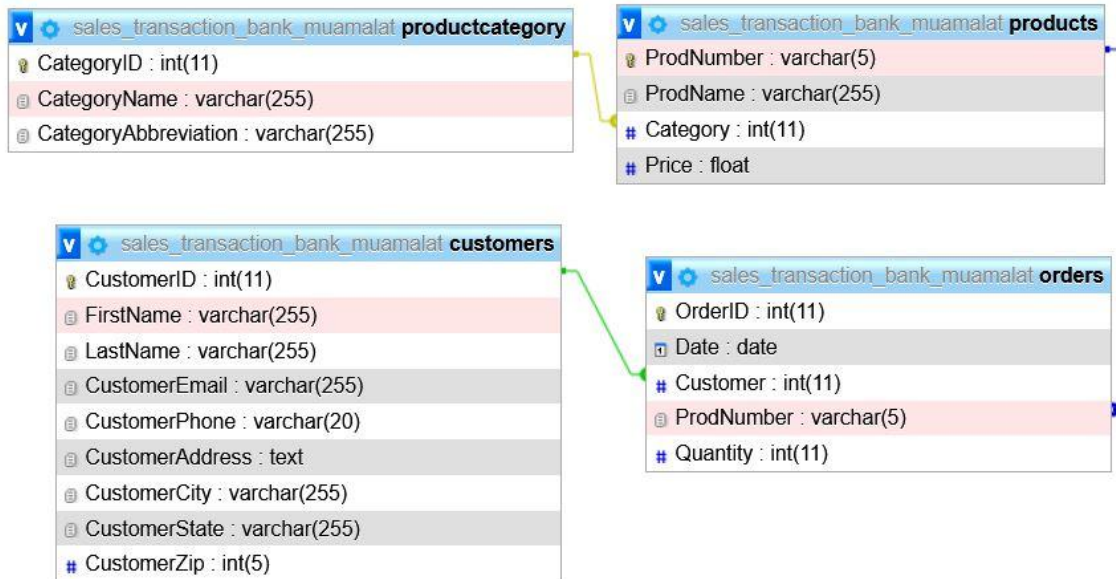 V sales_transaction_bank_muamalat productcategory
CategoryID : int(11)
CategoryName : varchar(255)
CategoryAbbreviation : varchar(255)
V sales_transaction_bank_muamalat products
ProdNumber : varchar(5)
ProdName : varchar(255)
# Category : int(11)
# Price : float
V sales_transaction_bank_muamalat customers
CustomerID : int(11)
FirstName : varchar(255)
LastName : varchar(255)
CustomerEmail : varchar(255)
CustomerPhone : varchar(20)
CustomerAddress : text
CustomerCity : varchar(255)
CustomerState : varchar(255)
# CustomerZip : int(5)
V sales_transaction_bank_muamalat orders
OrderID : int(11)
Date : date
# Customer : int(11)
ProdNumber : varchar(5)
# Quantity : int(11)